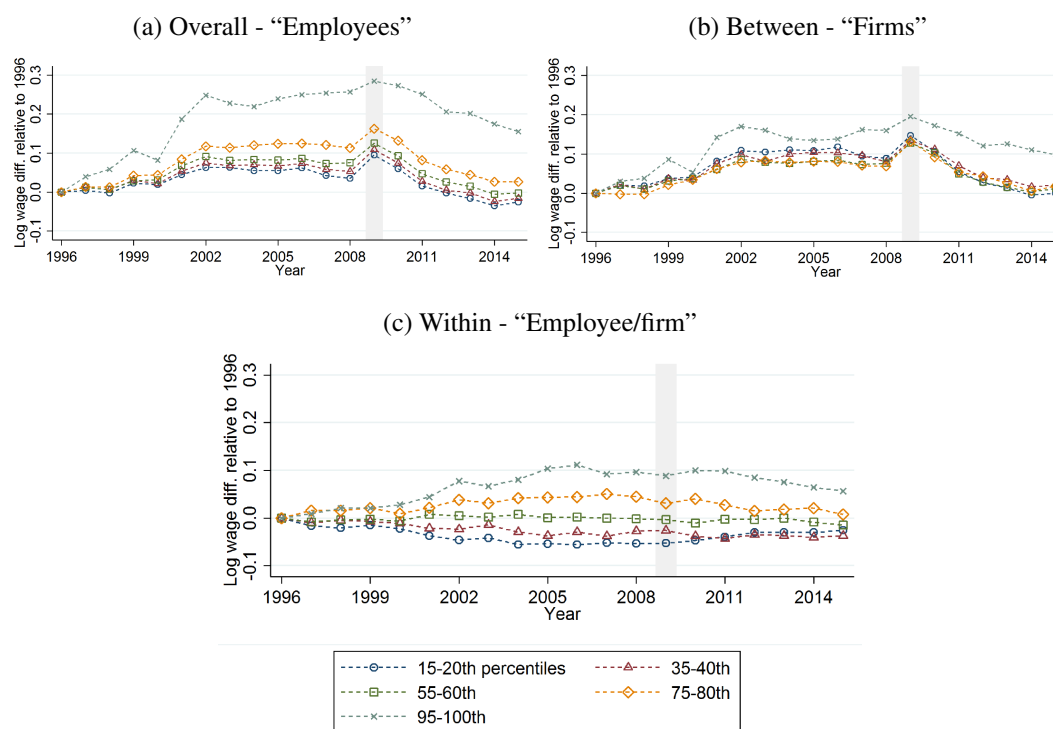 (a) Overall - “Employees”
Log wage diff. relative to 1996
0.3
0.2
0.1
0.0
-0.1
1996
1999
2002
2005
2008
2011
2014
Year
(b) Between - “Firms”
Log wage diff. relative to 1996
0.3
0.2
0.1
0.0
-0.1
1996
1999
2002
2005
2008
2011
2014
Year
(c) Within - “Employee/firm”
Log wage diff. relative to 1996
0.3
0.2
0.1
0.0
-0.1
1996
1999
2002
2005
2008
2011
2014
Year
15-20th percentiles
35-40th
55-60th
75-80th
95-100th